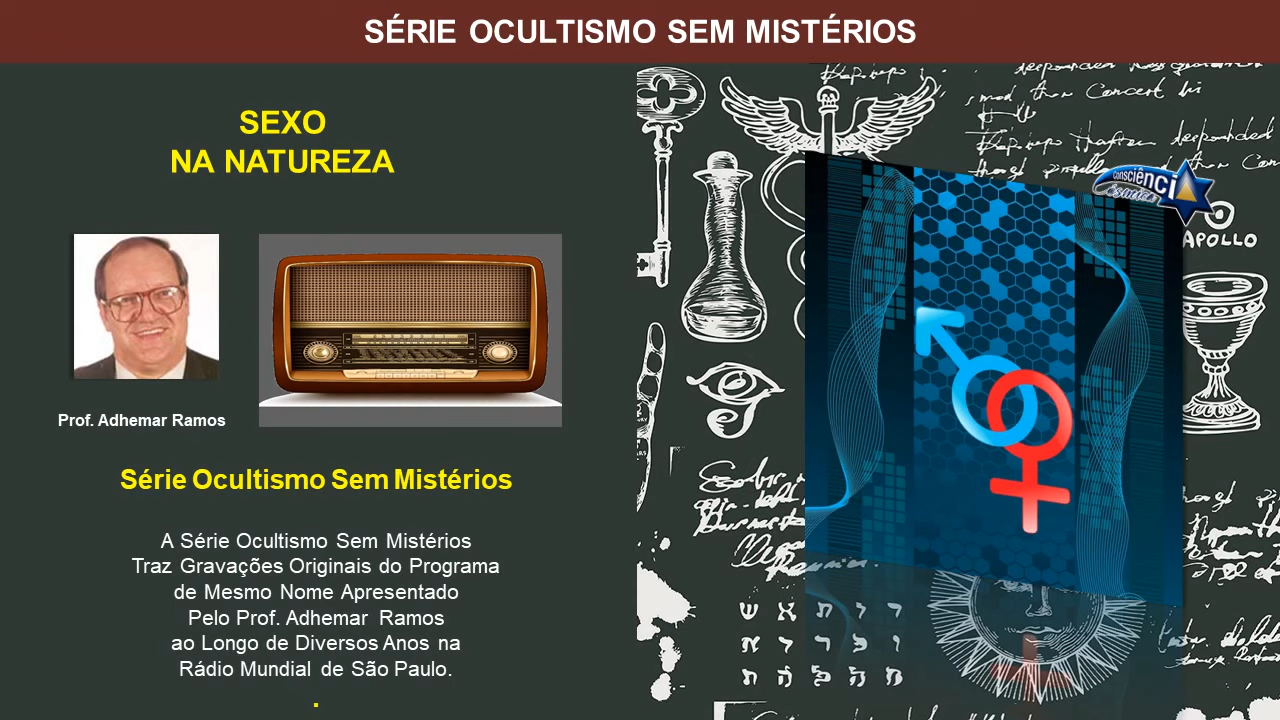 SÉRIE OCULTISMO SEM MISTÉRIOS
SEXO
NA NATUREZA
Prof. Adhemar Ramos
Série Ocultismo Sem Mistérios
A Série Ocultismo Sem Mistérios
Traz Gravações Originais do Programa
de Mesmo Nome Apresentado
Pelo Prof. Adhemar Ramos
ao Longo de Diversos Anos na
Rádio Mundial de São Paulo.
.
Consciência
APOLLO